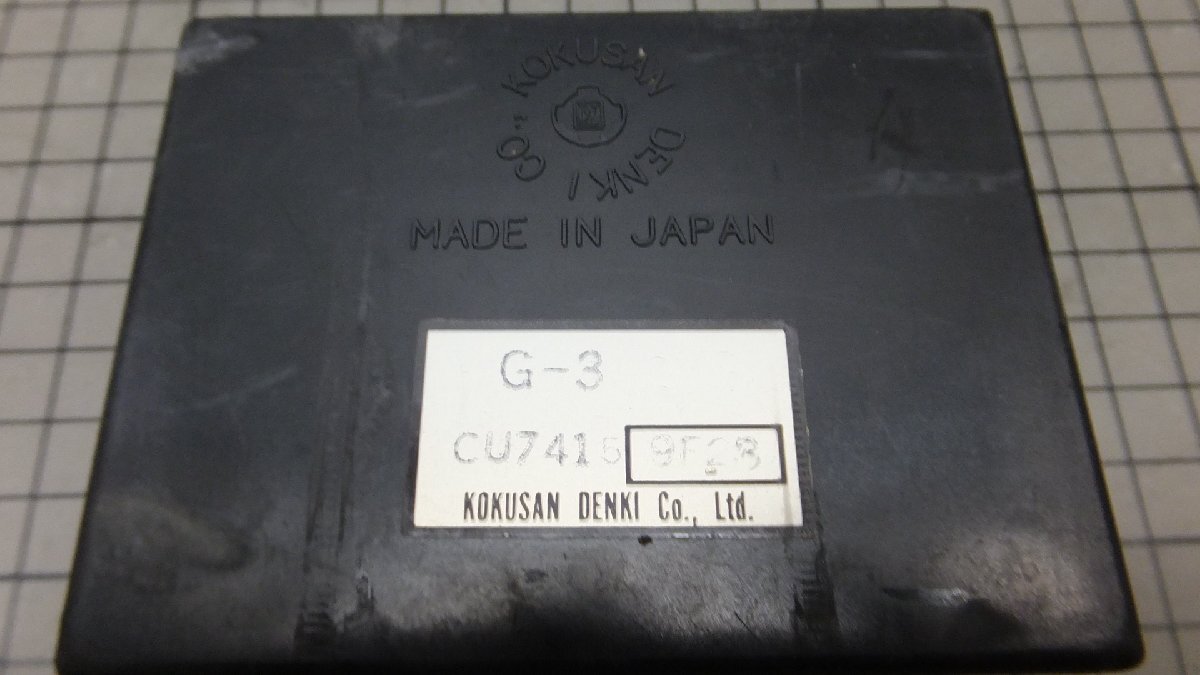 KOKUSAN DENKI CO.,
MADE IN JAPAN
G-3
CU7415
KOKUSAN DENKI Co., Ltd.